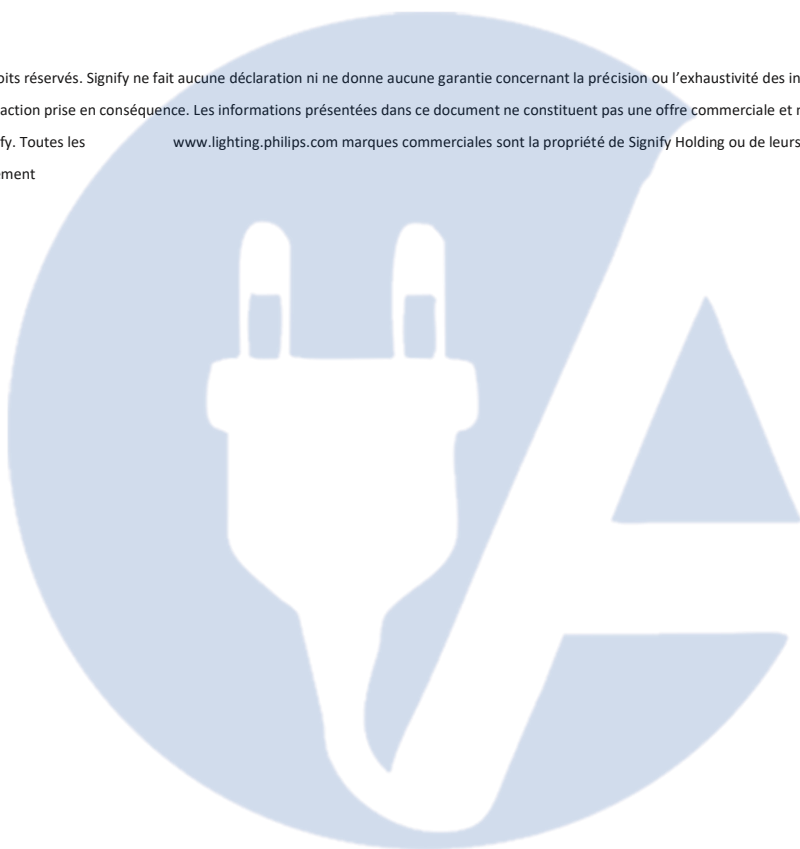 oits réservés. Signify ne fait aucune déclaration ni ne donne aucune garantie concernant la précision ou l’exhaustivité des in
action prise en conséquence. Les informations présentées dans ce document ne constituent pas une offre commerciale et
fy. Toutes les www.lighting.philips.com marques commerciales sont la propriété de Signify Holding ou de leurs
ement